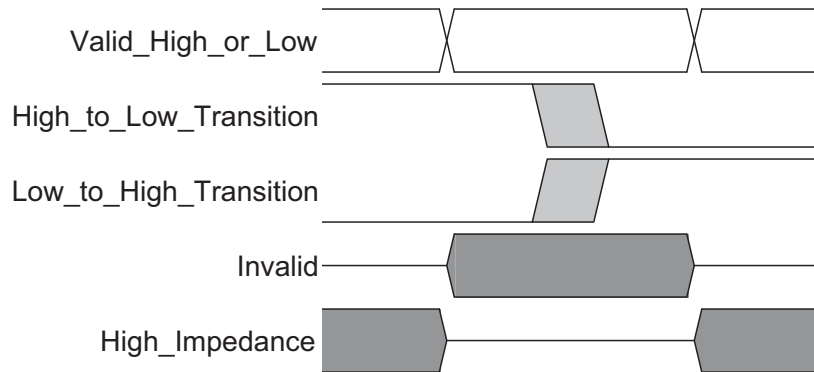 Valid_High_or_Low
High_to_Low_Transition
Low_to_High_Transition
Invalid
High_Impedance